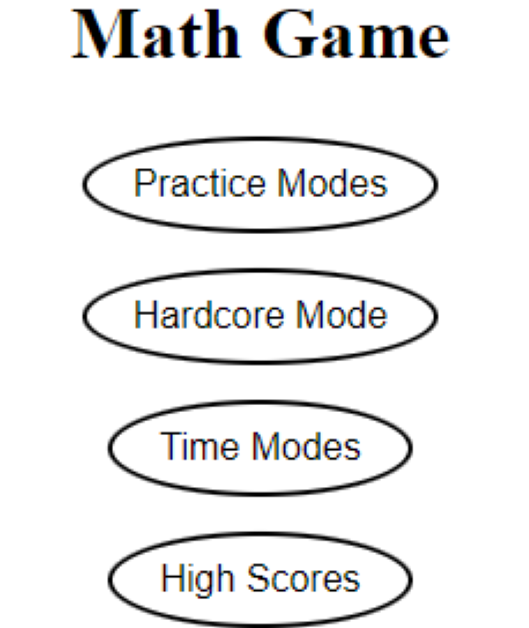 Math Game
Practice Modes
Hardcore Mode
Time Modes
High Scores